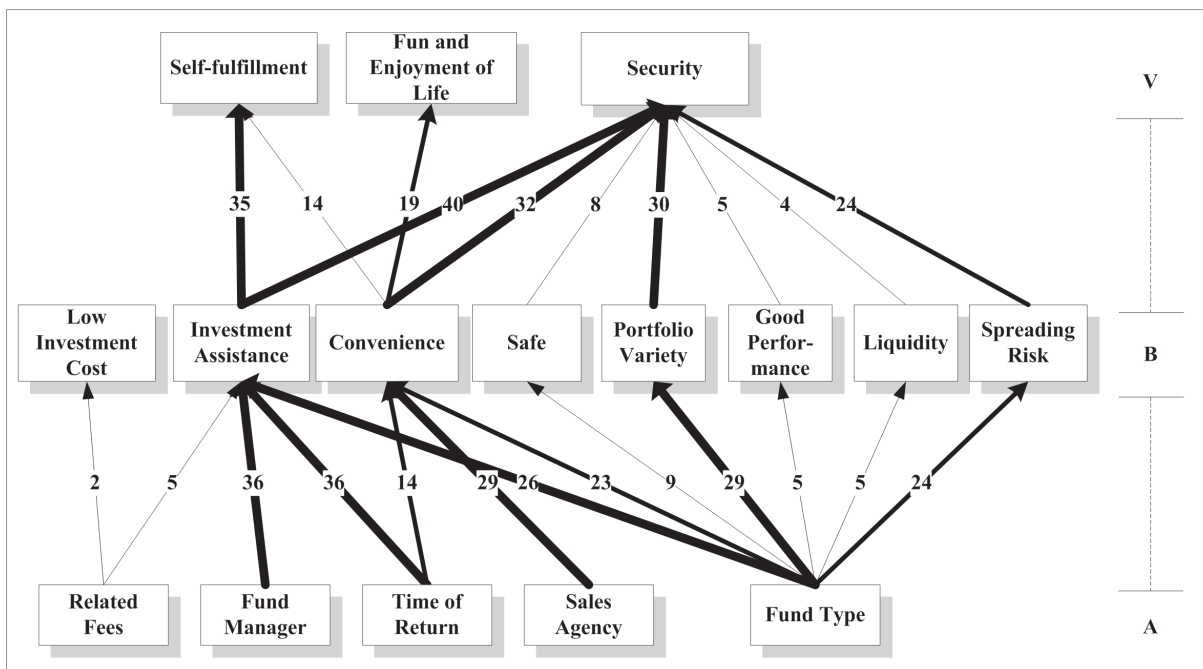 Self-fulfillment
Fun and
Enjoyment of
Life
Security
V
35
14
19
40
32
8
30
5
4
24
Low
Investment
Cost
Investment
Assistance
Convenience
Safe
Portfolio
Variety
Good
Perfor-
mance
Liquidity
Spreading
Risk
B
2
5
36
36
14
29
26
23
9
29
5
5
24
Related
Fees
Fund
Manager
Time of
Return
Sales
Agency
Fund Type
A